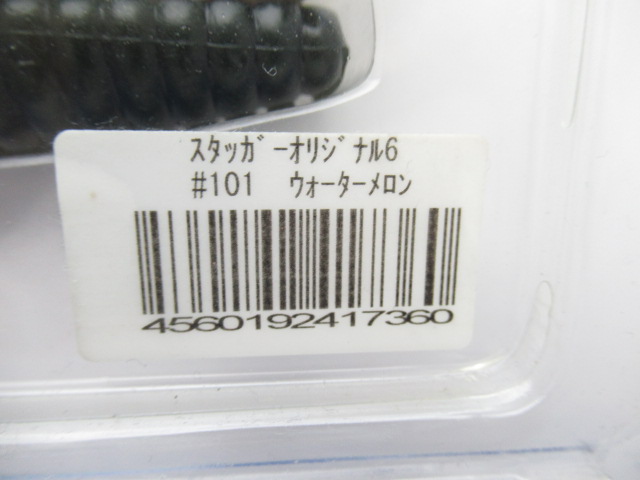 ｽﾀｯｶﾞｰｵﾘｼﾞﾅﾙ6
#101 ｳｫｰﾀｰﾒﾛﾝ
4560192417360